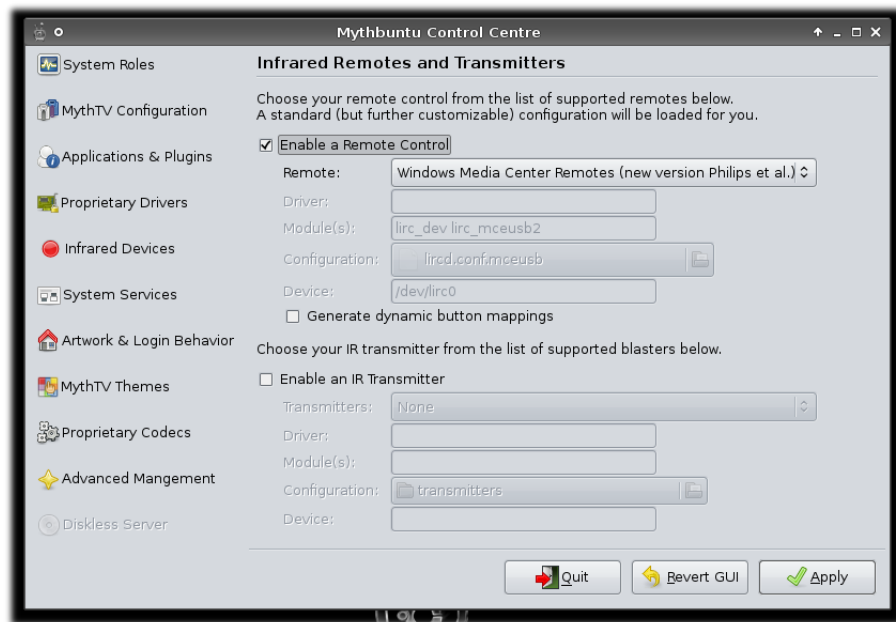 Mythbuntu Control Centre
System Roles
MythTV Configuration
Applications & Plugins
Proprietary Drivers
Infrared Devices
System Services
Artwork & Login Behavior
MythTV Themes
Proprietary Codecs
Advanced Mangement
Diskless Server
Infrared Remotes and Transmitters
Choose your remote control from the list of supported remotes below.
A standard (but further customizable) configuration will be loaded for you.
Enable a Remote Control
Remote: Windows Media Center Remotes (new version Philips et al.)
Driver:
Module(s): lirc_dev lirc_mceusb2
Configuration: lircd.conf.mceusb
Device: /dev/lirc0
Generate dynamic button mappings
Choose your IR transmitter from the list of supported blasters below.
Enable an IR Transmitter
Transmitters: None
Driver:
Module(s):
Configuration: transmitters
Device:
Quit
Revert GUI
Apply